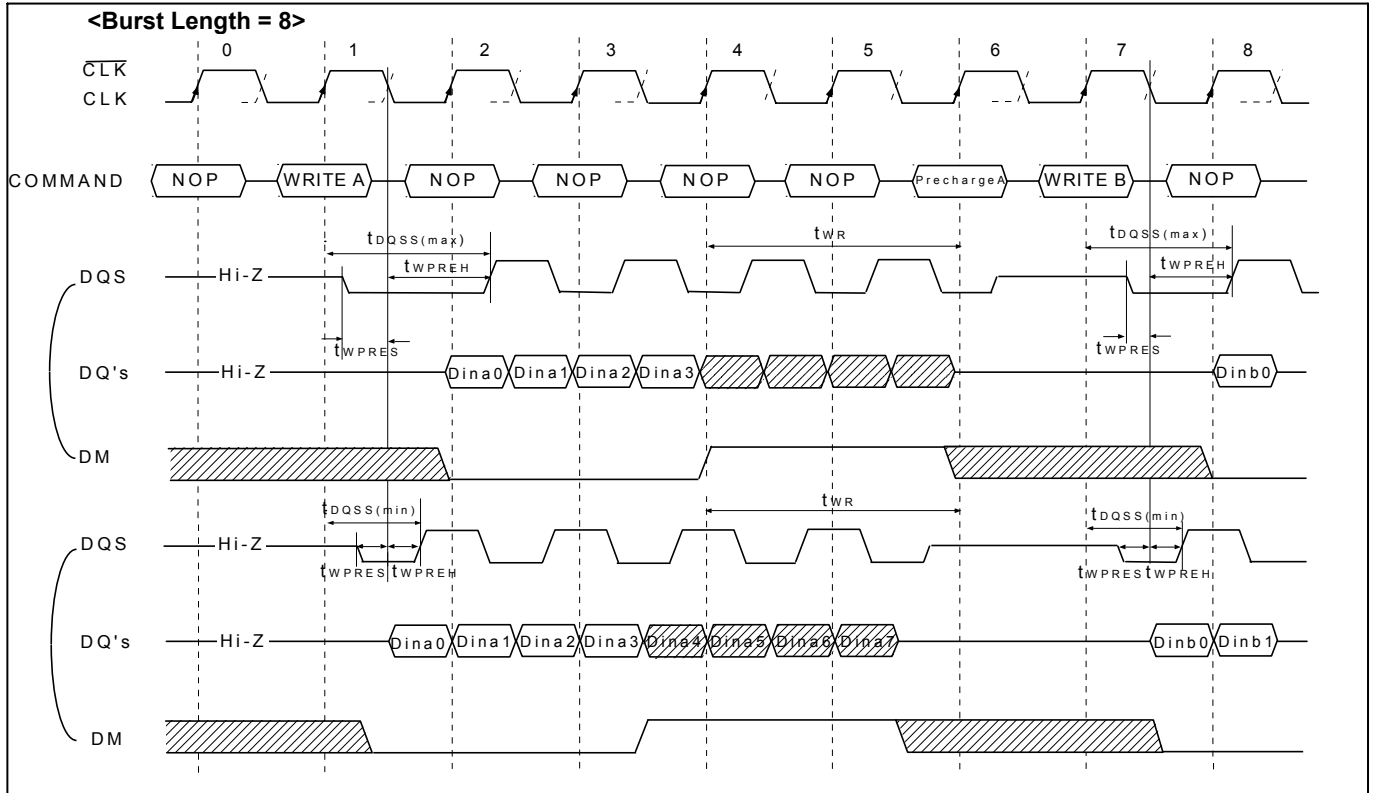 <Burst Length = 8>
0 1 2 3 4 5 6 7 8
CLK
CLK
COMMAND NOP WRITE A NOP NOP NOP NOP PrechargeA WRITE B NOP
tDQSS(max) tWR tDQSS(max)
tWPREH tWPREH
DQS Hi-Z
tWPRES tWPRES
DQ's Hi-Z Dina0 Dina1 Dina2 Dina3 Dinb0
DM
tDQSS(min) tWR tDQSS(min)
DQS Hi-Z
tWPRES tWPREH tWPRES tWPREH
DQ's Hi-Z Dina0 Dina1 Dina2 Dina3 Dina4 Dina5 Dina6 Dina7 Dinb0 Dinb1
DM